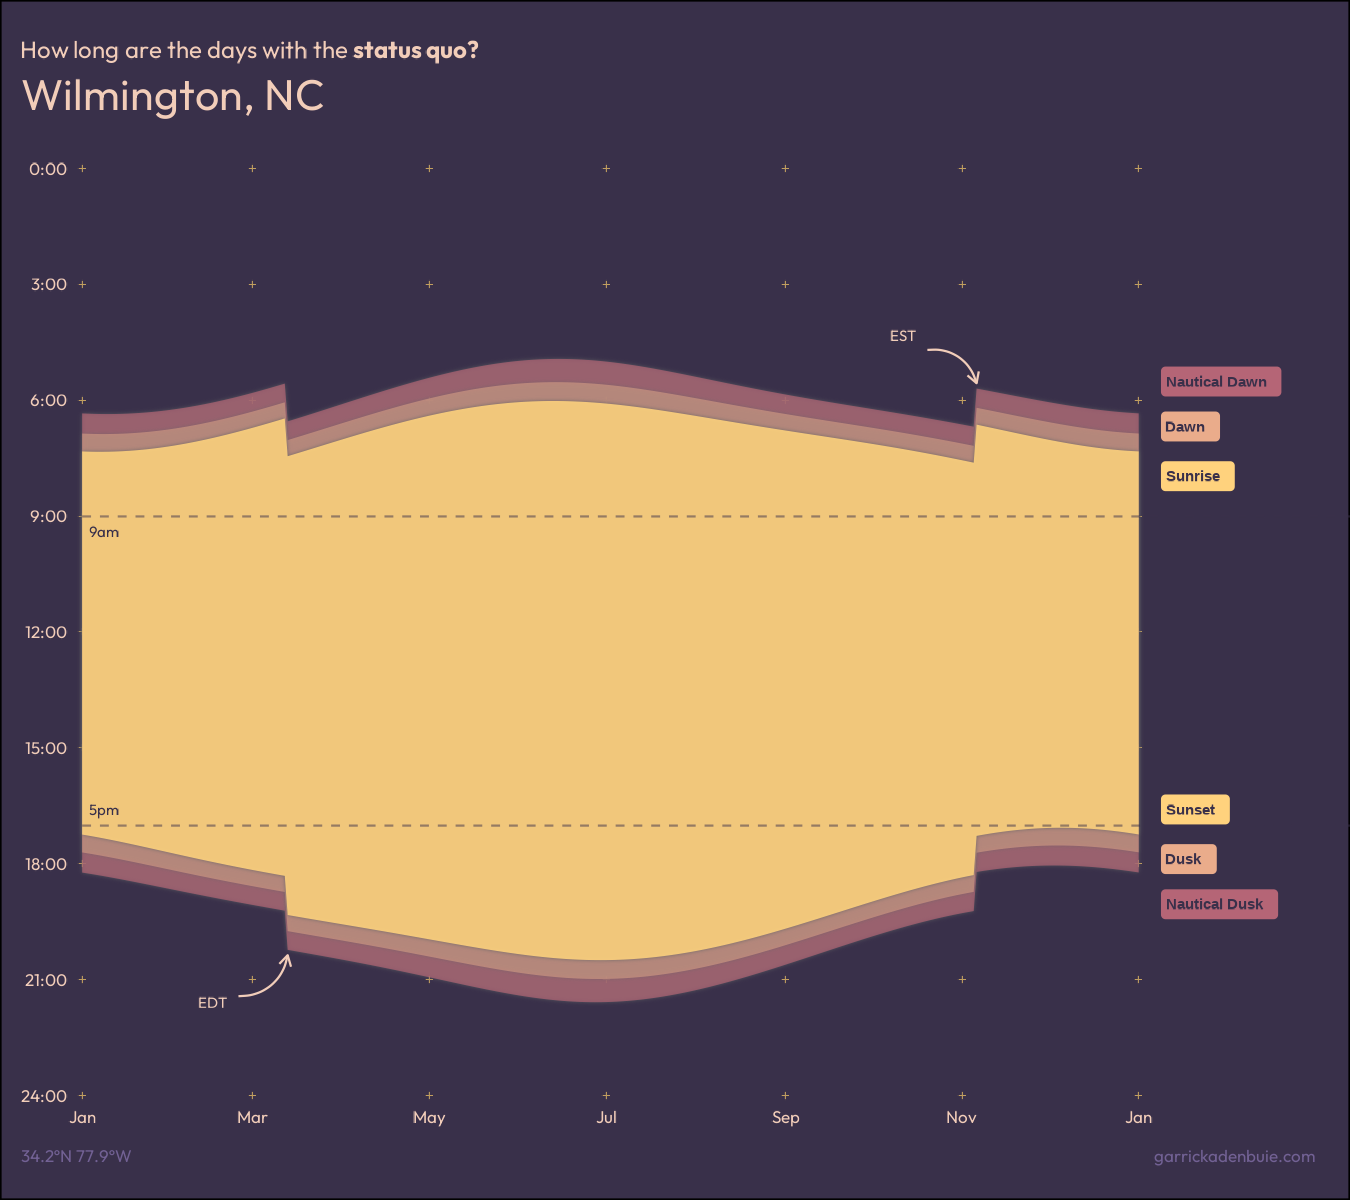 How long are the days with the status quo?
Wilmington, NC
0:00
3:00
EST
Nautical Dawn
6:00
Dawn
Sunrise
9:00
9am
12:00
15:00
5pm
Sunset
18:00
Dusk
Nautical Dusk
21:00
EDT
24:00
Jan Mar May Jul Sep Nov Jan
34.2°N 77.9°W
garrickadenbuie.com